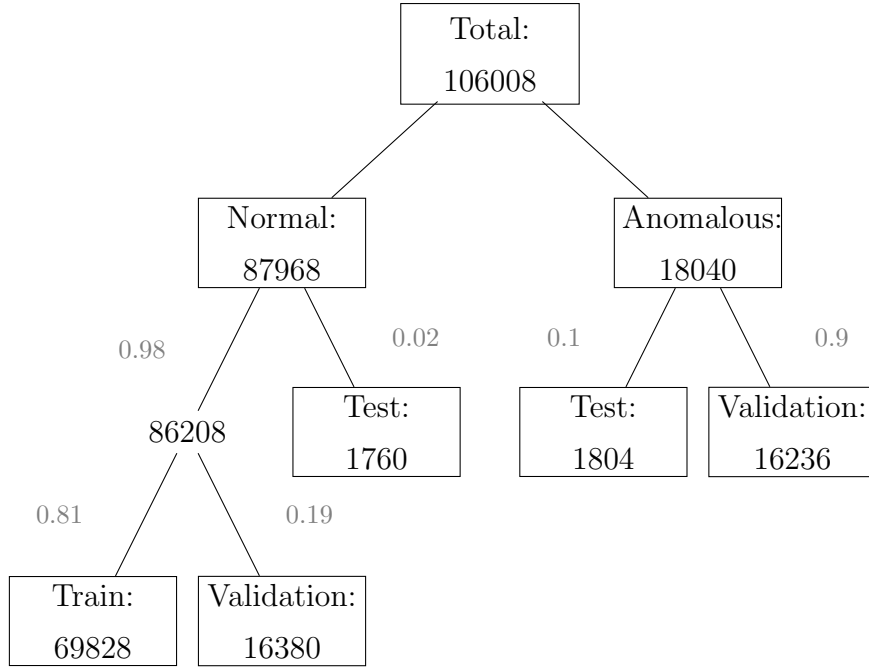 Total:
106008
Normal:
87968
Anomalous:
18040
0.98
0.02
0.1
0.9
86208
Test:
1760
Test:
1804
Validation:
16236
0.81
0.19
Train:
69828
Validation:
16380